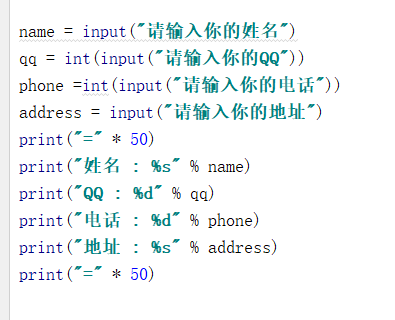 name = input("请输入你的姓名")
qq = int(input("请输入你的QQ"))
phone =int(input("请输入你的电话"))
address = input("请输入你的地址")
print("=" * 50)
print("姓名 : %s" % name)
print("QQ : %d" % qq)
print("电话 : %d" % phone)
print("地址 : %s" % address)
print("=" * 50)